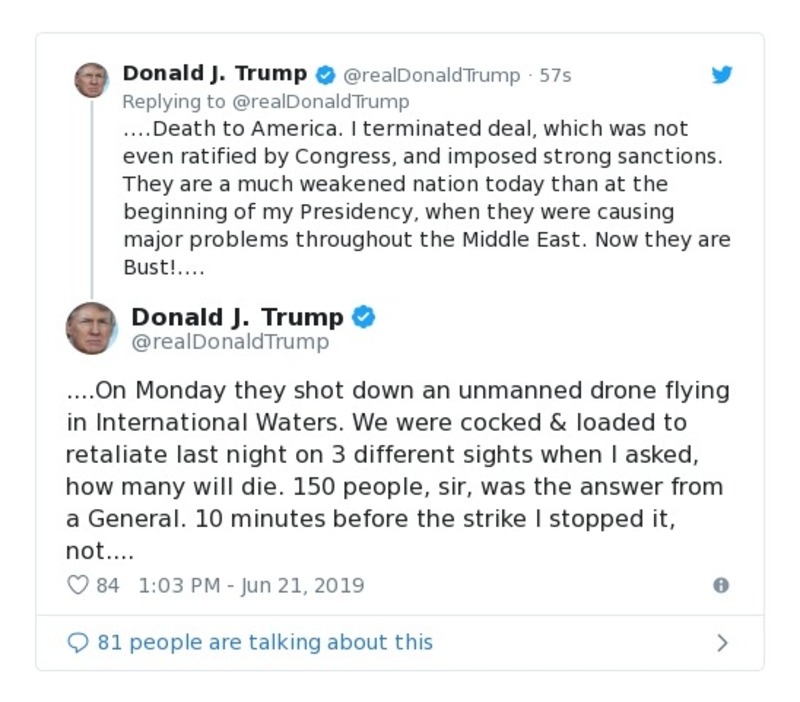 Donald J. Trump @realDonaldTrump · 57s
Replying to @realDonaldTrump
....Death to America. I terminated deal, which was not
even ratified by Congress, and imposed strong sanctions.
They are a much weakened nation today than at the
beginning of my Presidency, when they were causing
major problems throughout the Middle East. Now they are
Bust!....
Donald J. Trump
@realDonaldTrump
....On Monday they shot down an unmanned drone flying
in International Waters. We were cocked & loaded to
retaliate last night on 3 different sights when I asked,
how many will die. 150 people, sir, was the answer from
a General. 10 minutes before the strike I stopped it,
not....
84 1:03 PM - Jun 21, 2019
81 people are talking about this